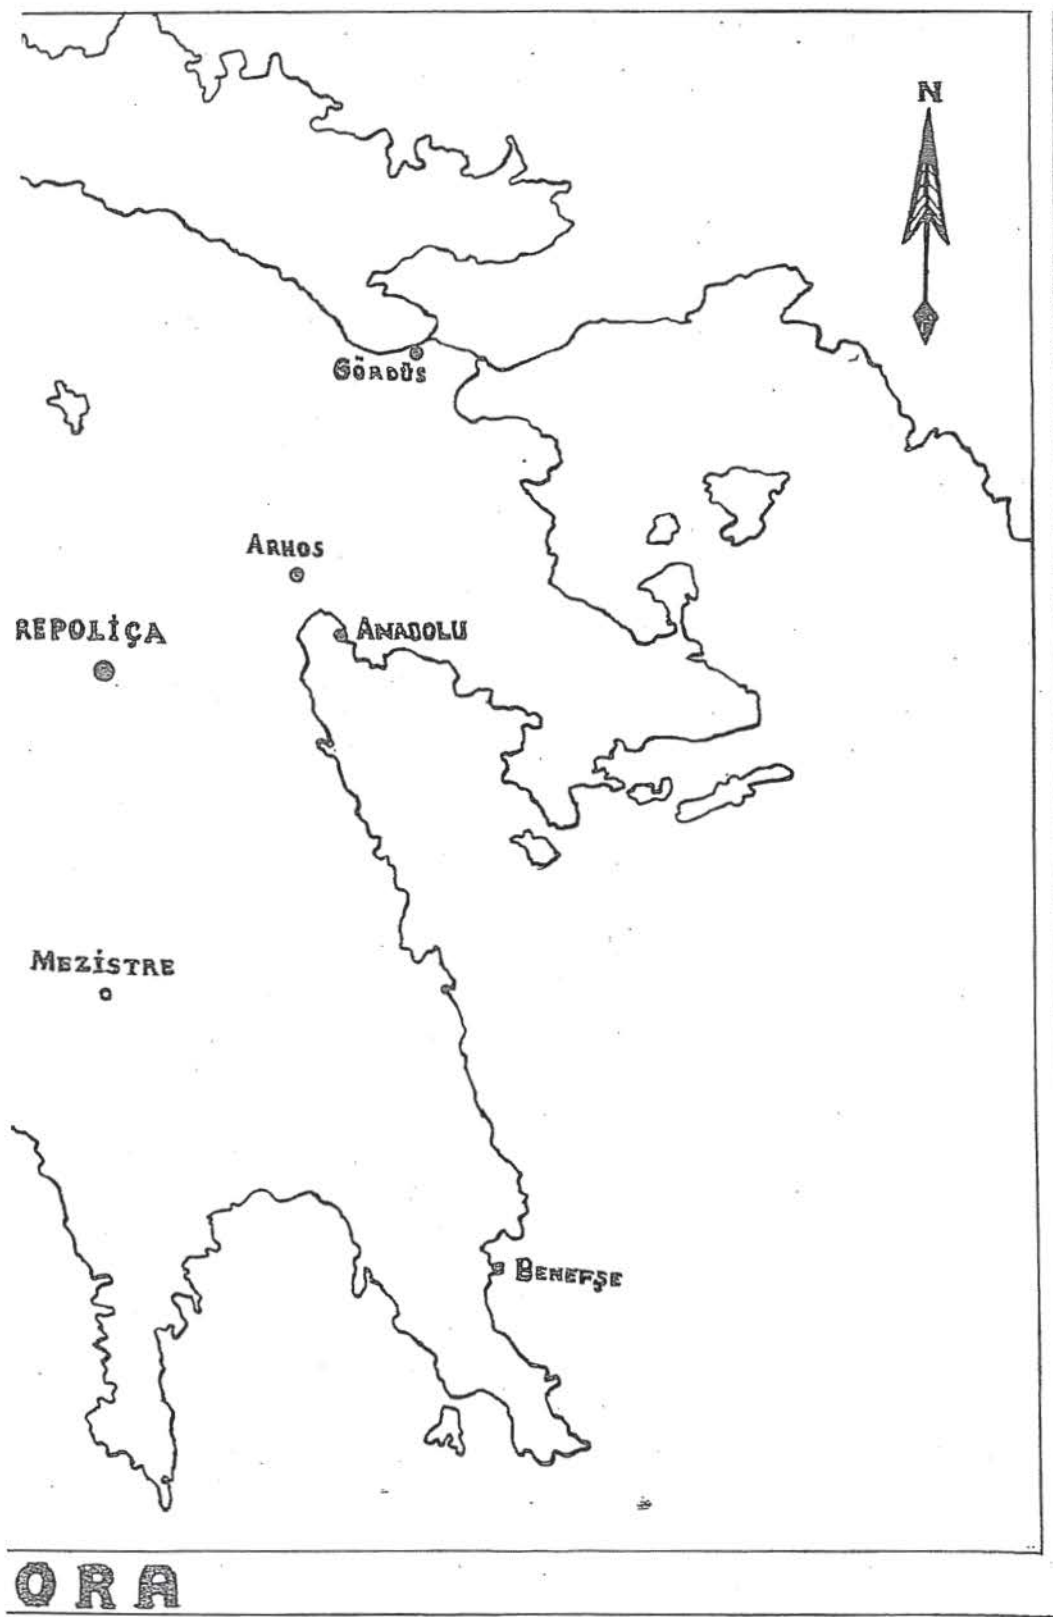 N
GÖRDÜS
ARHOS
REPOLİÇA
ANADOLU
MEZİSTRE
BENEFŞE
ORA